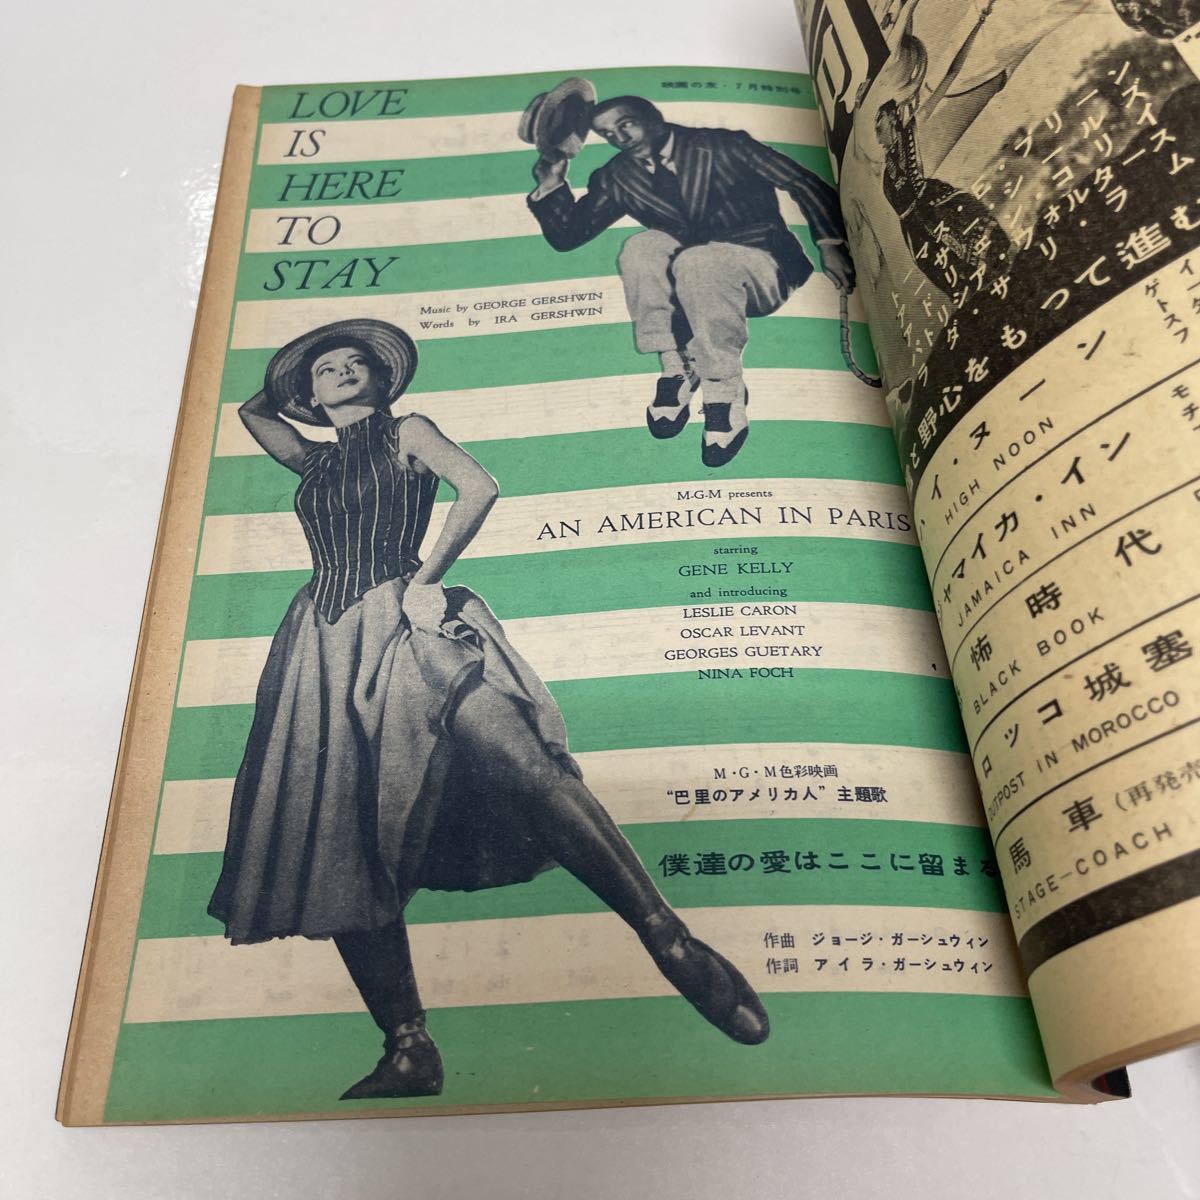 LOVE
IS
HERE
TO
STAY
映画の友・7月特別号
Music by GEORGE GERSHWIN
Words by IRA GERSHWIN
M-G-M presents
AN AMERICAN IN PARIS
starring
GENE KELLY
and introducing
LESLIE CARON
OSCAR LEVANT
GEORGES GUETARY
NINA FOCH
M・G・M色彩映画
“巴里のアメリカ人”主題歌
僕達の愛はここに留まる
作曲 ジョージ・ガーシュウィン
作詞 アイラ・ガーシュウィン
と野心をもって進む
イ・ヌーン
HIGH NOON
ャマイカ・イン
JAMAICA INN
怖時代
BLACK BOOK
ロッコ城塞
OUTPOST IN MOROCCO
馬車(再発売
STAGE-COACH